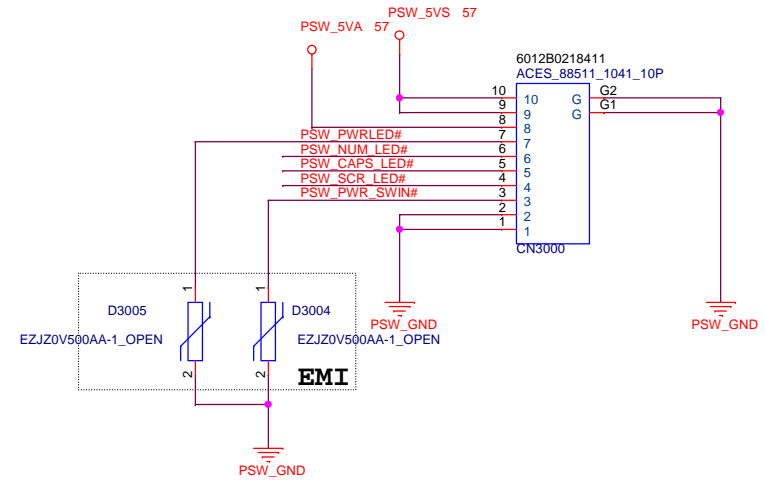 PSW_5VS 57
PSW_5VA 57
6012B0218411
ACES_88511_1041_10P
10 10 G G2
9 9 G G1
8 8
PSW_PWRLED# 7 7
PSW_NUM_LED# 6 6
PSW_CAPS_LED# 5 5
PSW_SCR_LED# 4 4
PSW_PWR_SWIN# 3 3
2 2
1 1
CN3000
1 1
D3005 D3004
PSW_GND PSW_GND
EZJZ0V500AA-1_OPEN EZJZ0V500AA-1_OPEN
2 2
EMI
PSW_GND